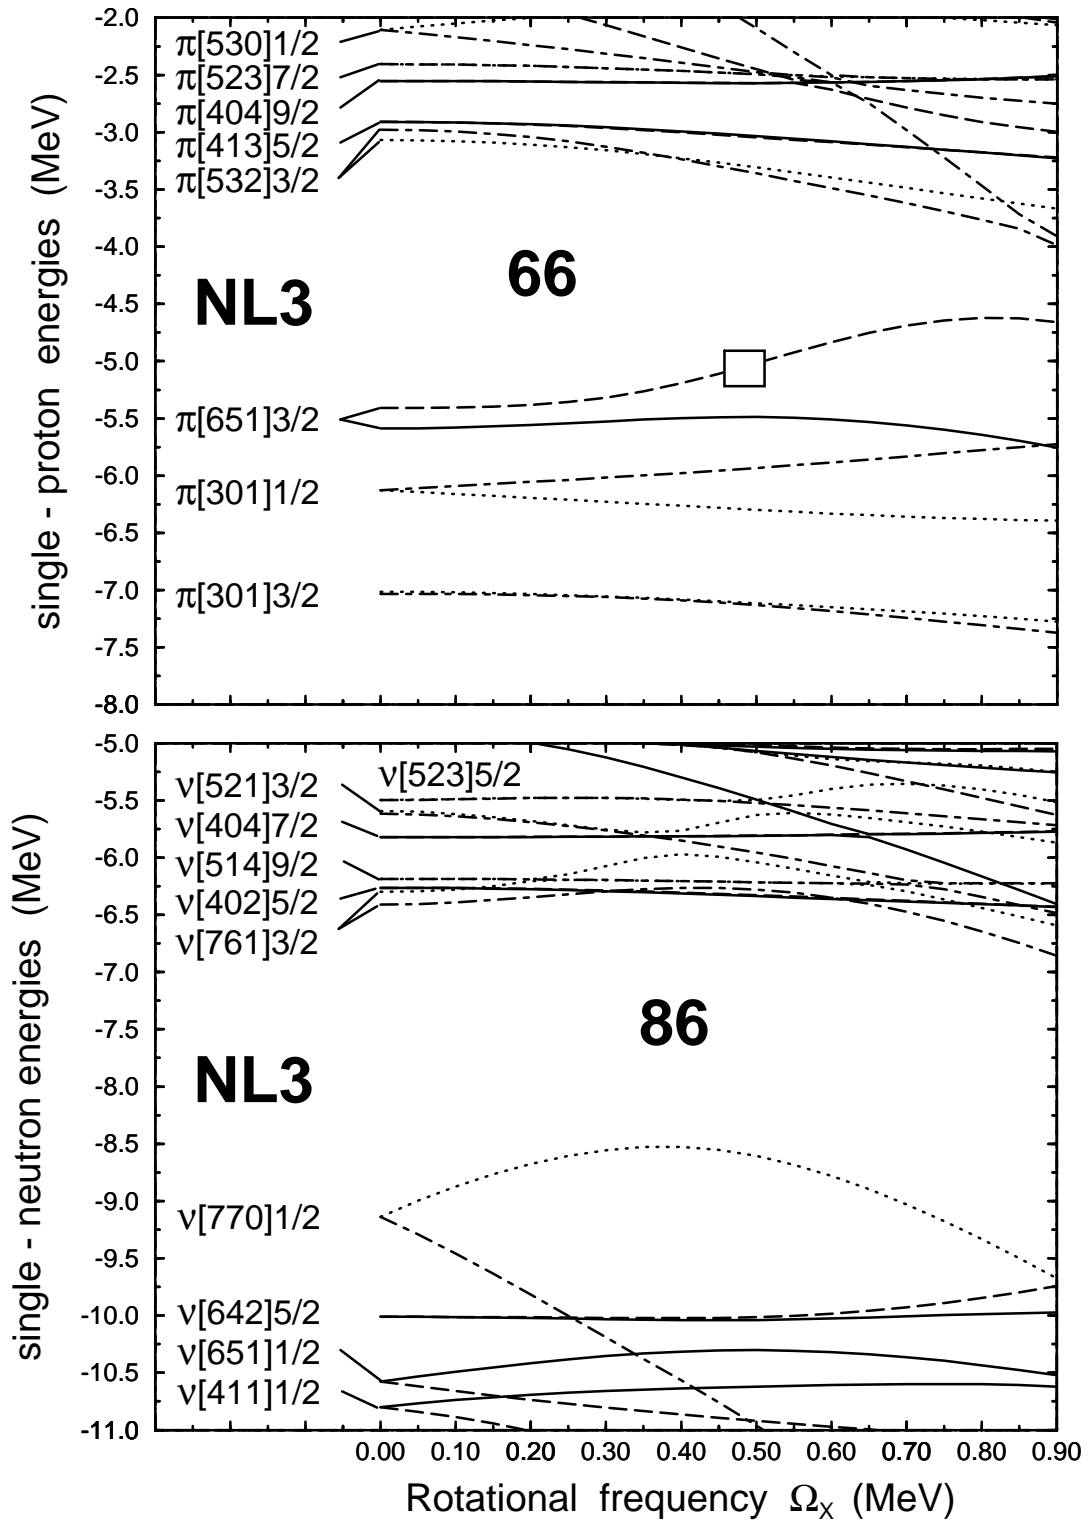 single - proton energies (MeV)
-2.0
-2.5
-3.0
-3.5
-4.0
-4.5
-5.0
-5.5
-6.0
-6.5
-7.0
-7.5
-8.0
π[530]1/2
π[523]7/2
π[404]9/2
π[413]5/2
π[532]3/2
66
NL3
π[651]3/2
π[301]1/2
π[301]3/2
single - neutron energies (MeV)
-5.0
-5.5
-6.0
-6.5
-7.0
-7.5
-8.0
-8.5
-9.0
-9.5
-10.0
-10.5
-11.0
ν[523]5/2
ν[521]3/2
ν[404]7/2
ν[514]9/2
ν[402]5/2
ν[761]3/2
86
NL3
ν[770]1/2
ν[642]5/2
ν[651]1/2
ν[411]1/2
0.00 0.10 0.20 0.30 0.40 0.50 0.60 0.70 0.80 0.90
Rotational frequency Ωₓ (MeV)